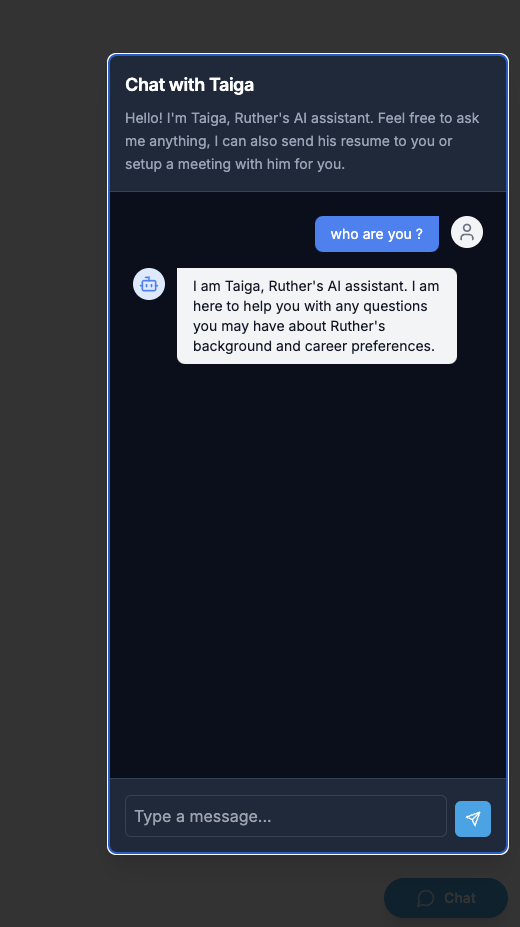 Chat with Taiga
Hello! I'm Taiga, Ruther's AI assistant. Feel free to ask
me anything, I can also send his resume to you or
setup a meeting with him for you.
who are you ?
I am Taiga, Ruther's AI assistant. I am
here to help you with any questions
you may have about Ruther's
background and career preferences.
Type a message...
Chat